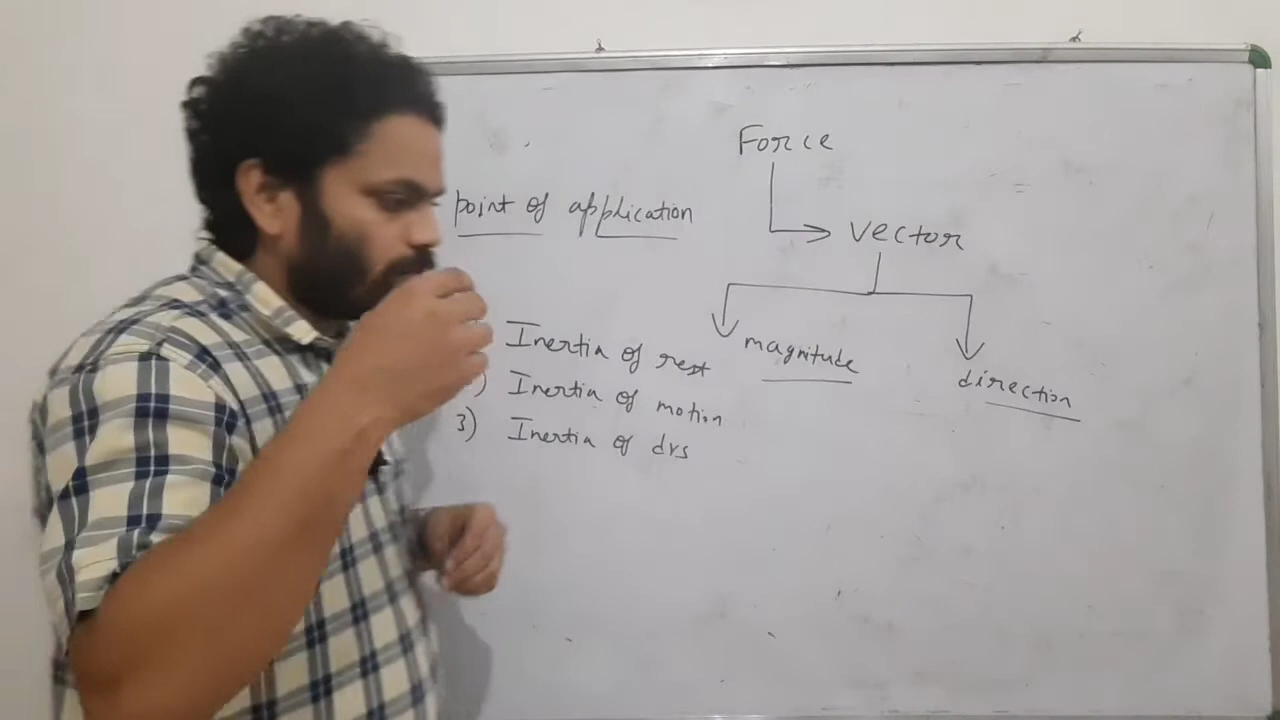 Force
point of application
vector
magnitude
direction
Inertia of rest
) Inertia of motion
3) Inertia of drs